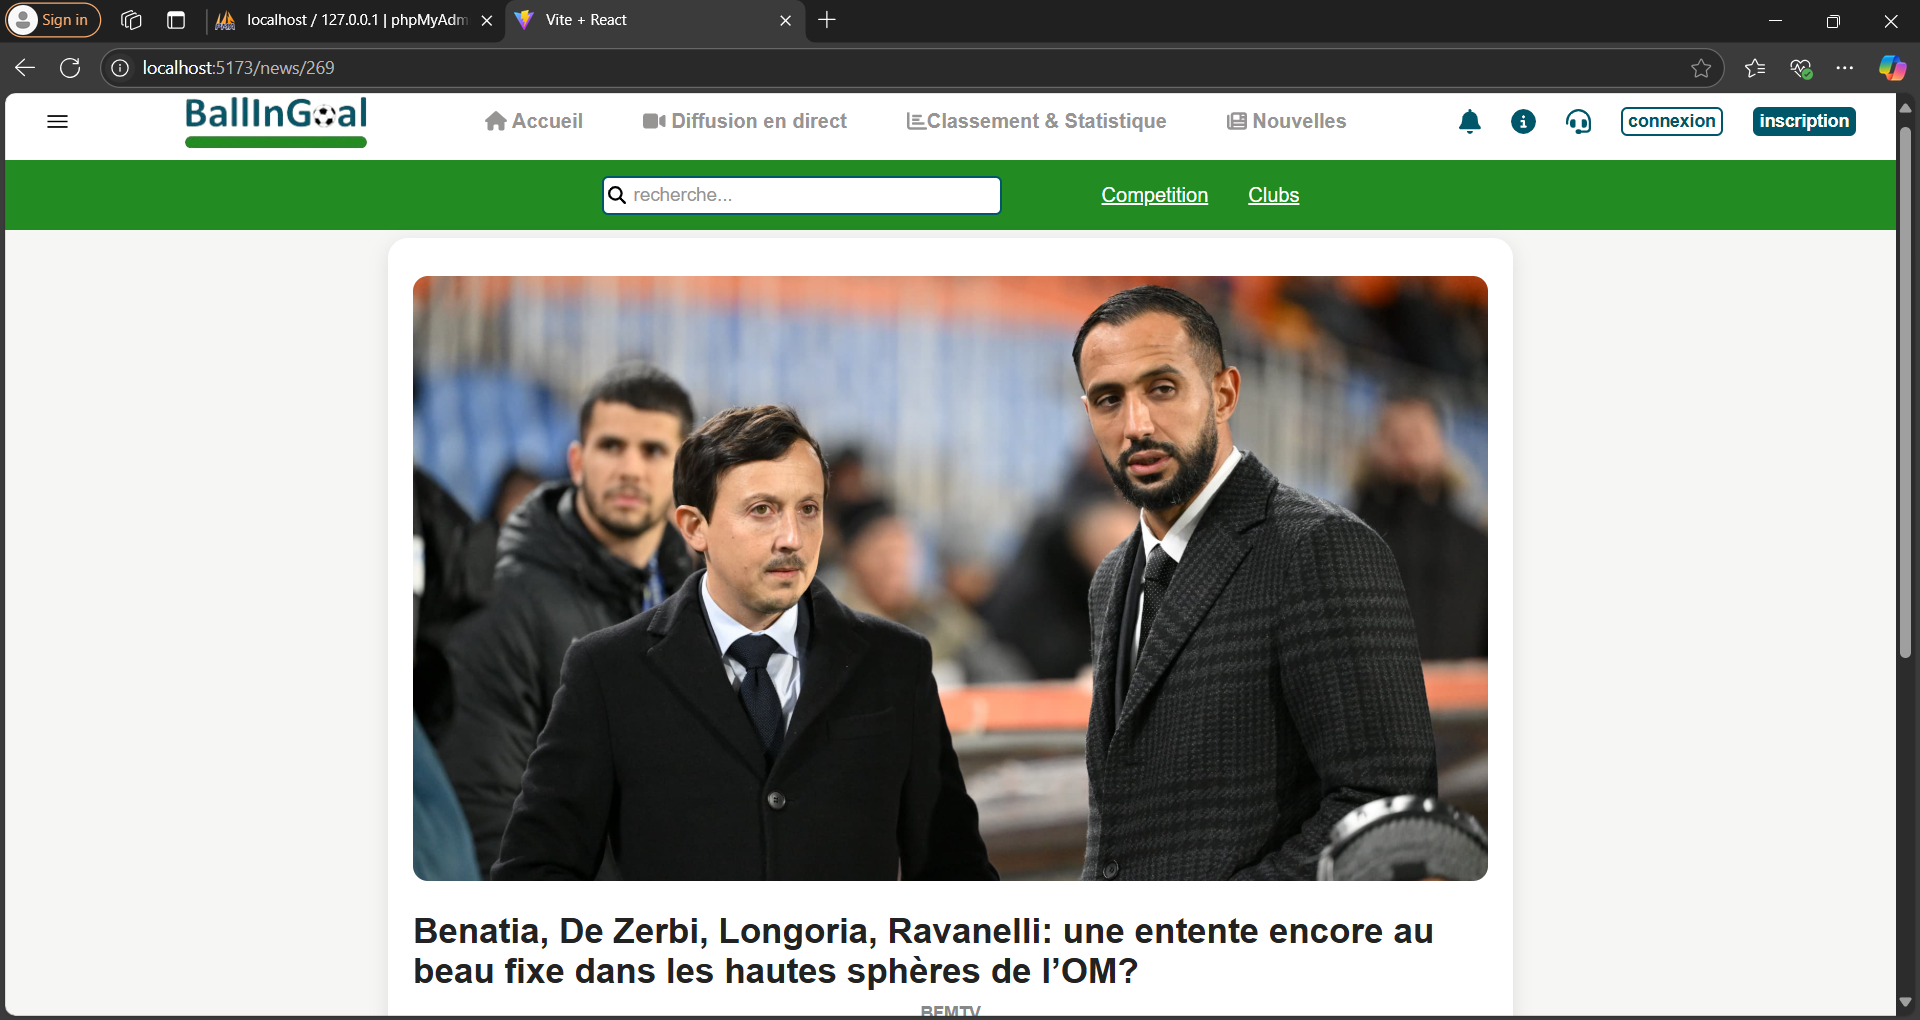 Sign in
localhost / 127.0.0.1 | phpMyAdm
Vite + React
localhost:5173/news/269
BallInGoal
Accueil
Diffusion en direct
Classement & Statistique
Nouvelles
connexion
inscription
recherche...
Competition
Clubs
Benatia, De Zerbi, Longoria, Ravanelli: une entente encore au
beau fixe dans les hautes sphères de l’OM?
BFMTV